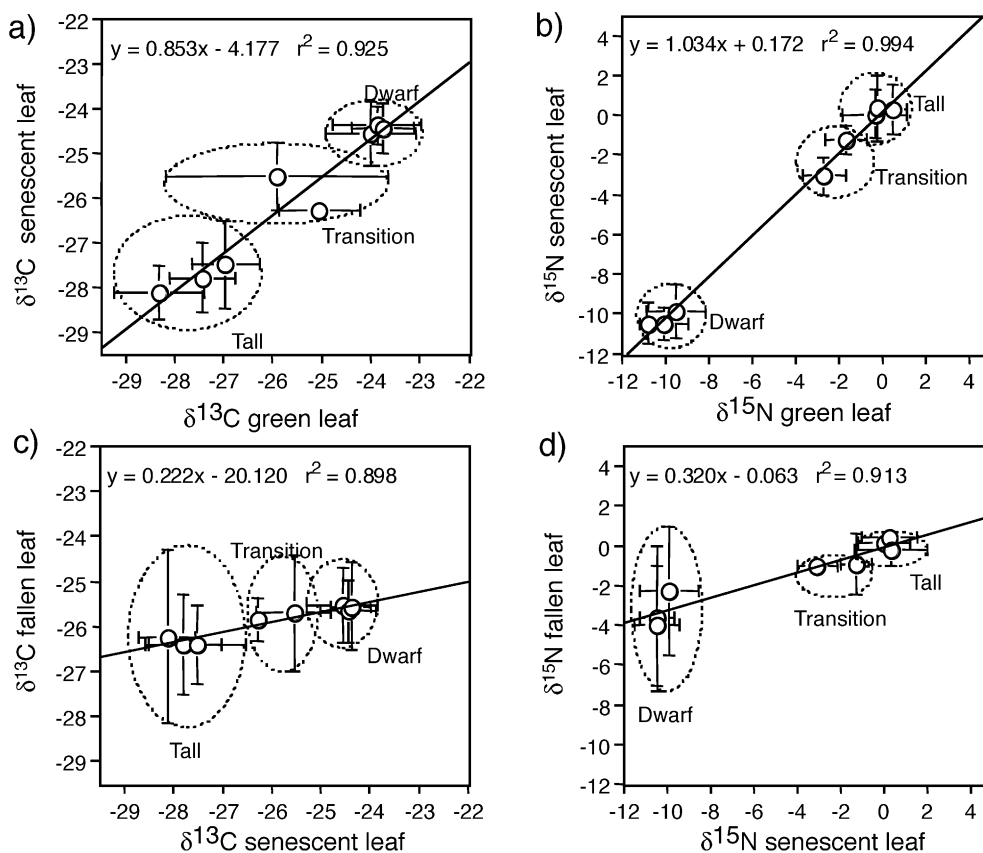 a)
y = 0.853x - 4.177 r2 = 0.925
-22
-23
-24
-25
-26
-27
-28
-29
Dwarf
Transition
Tall
δ13C senescent leaf
-29 -28 -27 -26 -25 -24 -23 -22
δ13C green leaf
b)
y = 1.034x + 0.172 r2 = 0.994
4
2
0
-2
-4
-6
-8
-10
-12
Tall
Transition
Dwarf
δ15N senescent leaf
-12 -10 -8 -6 -4 -2 0 2 4
δ15N green leaf
c)
y = 0.222x - 20.120 r2 = 0.898
-22
-23
-24
-25
-26
-27
-28
-29
Transition
Dwarf
Tall
δ13C fallen leaf
-29 -28 -27 -26 -25 -24 -23 -22
δ13C senescent leaf
d)
y = 0.320x - 0.063 r2 = 0.913
4
2
0
-2
-4
-6
-8
-10
-12
Tall
Transition
Dwarf
δ15N fallen leaf
-12 -10 -8 -6 -4 -2 0 2 4
δ15N senescent leaf